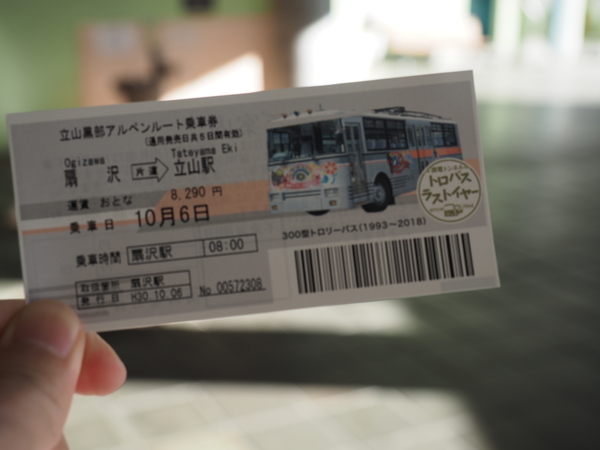 立山黒部アルペンルート乗車券
(通用発売日共5日間有効)
Ogizawa
Tateyama Eki
扇沢 片道 立山駅
運賃 おとな 8,290円
乗車日 10月6日
乗車時間 扇沢駅 08:00
取扱箇所 扇沢駅
発行日 H30.10.06
No 00572308
トロバス
ラストイヤー
300型トロリーバス(1993~2018)